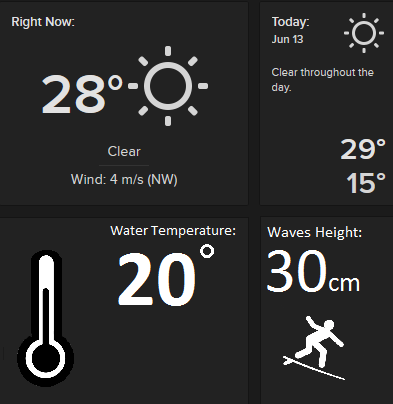 Right Now:
28°
Clear
Wind: 4 m/s (NW)
Today:
Jun 13
Clear throughout the
day.
29°
15°
Water Temperature:
20°
Waves Height:
30cm